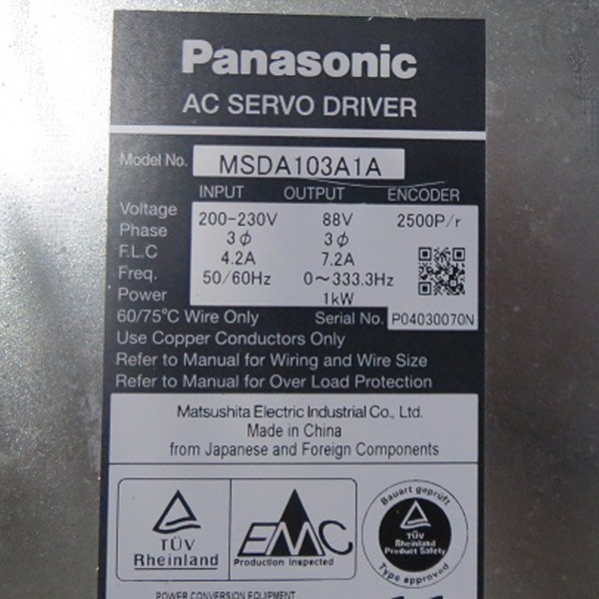 Panasonic
AC SERVO DRIVER
Model No. MSDA103A1A
INPUT OUTPUT ENCODER
Voltage 200-230V 88V 2500P/r
Phase 3ϕ 3ϕ
F.L.C 4.2A 7.2A
Freq. 50/60Hz 0～333.3Hz
Power 1kW
60/75°C Wire Only Serial No. P04030070N
Use Copper Conductors Only
Refer to Manual for Wiring and Wire Size
Refer to Manual for Over Load Protection
Matsushita Electric Industrial Co., Ltd.
Made in China
from Japanese and Foreign Components
TÜV
Rheinland
EMC
Production Inspected
Bauart geprüft
TÜV
Rheinland
Product Safety
Type approved
POWER CONVERSION EQUIPMENT